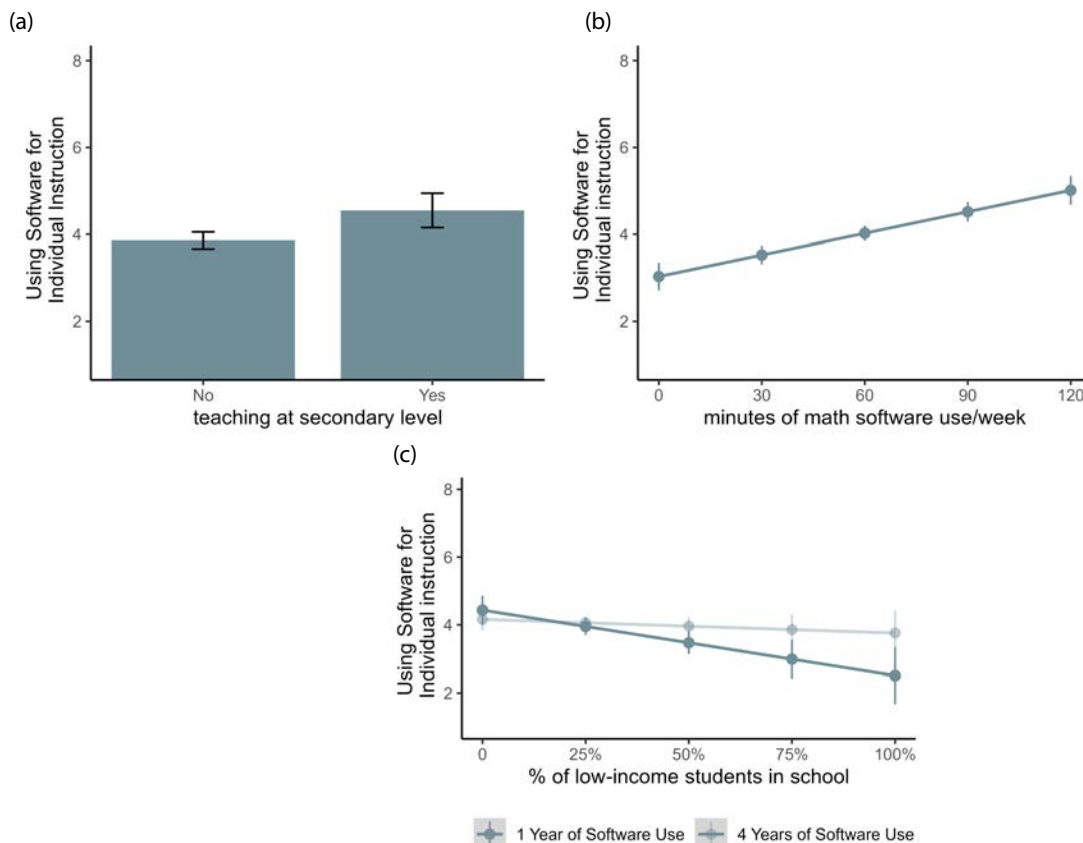 (a)
8
6
4
2
Using Software for
Individual Instruction
No
Yes
teaching at secondary level
(b)
8
6
4
2
Using Software for
Individual instruction
0
30
60
90
120
minutes of math software use/week
(c)
8
6
4
2
Using Software for
Individual instruction
0
25%
50%
75%
100%
% of low-income students in school
1 Year of Software Use
4 Years of Software Use